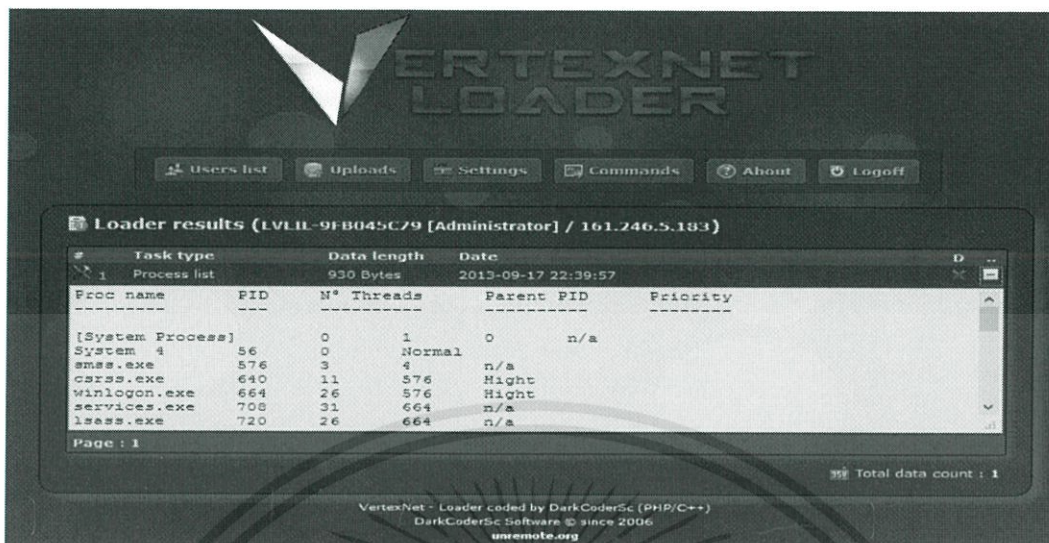 VERTEXNET
LOADER
Users list Uploads Settings Commands About Logoff
Loader results (LVLIL-9FB045C79 [Administrator] / 161.246.5.183)
# Task type Data length Date D ..
1 Process list 930 Bytes 2013-09-17 22:39:57
Proc name PID N° Threads Parent PID Priority
--------- --- ---------- ---------- --------
[System Process] 0 1 0 n/a
System 4 56 0 Normal
smss.exe 576 3 4 n/a
csrss.exe 640 11 576 Hight
winlogon.exe 664 26 576 Hight
services.exe 708 31 664 n/a
lsass.exe 720 26 664 n/a
Page : 1
Total data count : 1
VertexNet - Loader coded by DarkCoderSc (PHP/C++)
DarkCoderSc Software © since 2006
unremote.org